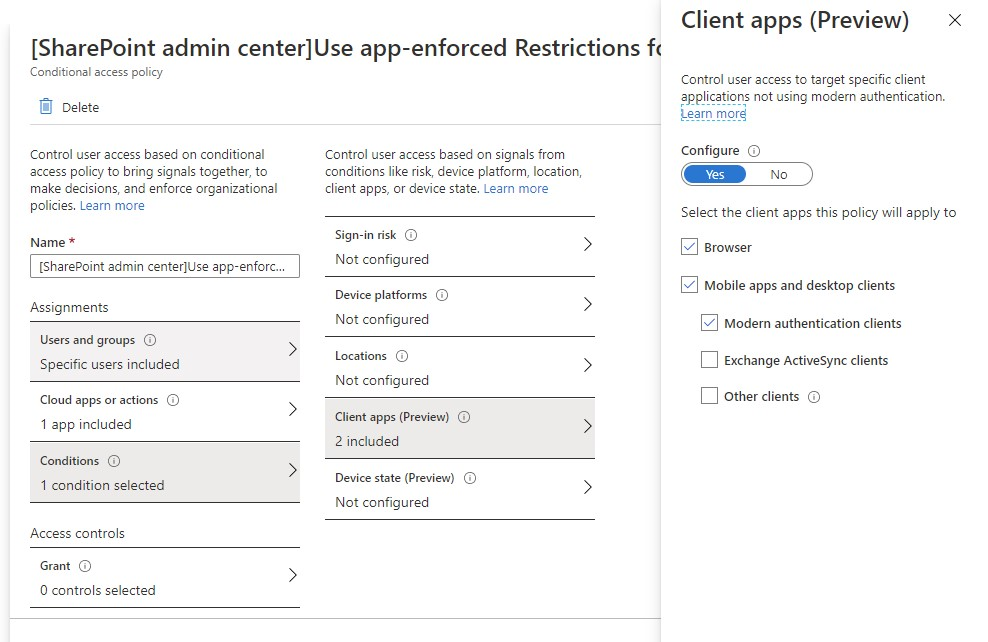 [SharePoint admin center]Use app-enforced Restrictions fo
Conditional access policy
Delete
Control user access based on conditional
access policy to bring signals together, to
make decisions, and enforce organizational
policies. Learn more
Name *
[SharePoint admin center]Use app-enforc...
Assignments
Users and groups
Specific users included
Cloud apps or actions
1 app included
Conditions
1 condition selected
Access controls
Grant
0 controls selected
Control user access based on signals from
conditions like risk, device platform, location,
client apps, or device state. Learn more
Sign-in risk
Not configured
Device platforms
Not configured
Locations
Not configured
Client apps (Preview)
2 included
Device state (Preview)
Not configured
Client apps (Preview)
Control user access to target specific client
applications not using modern authentication.
Learn more
Configure
Yes No
Select the client apps this policy will apply to
Browser
Mobile apps and desktop clients
Modern authentication clients
Exchange ActiveSync clients
Other clients